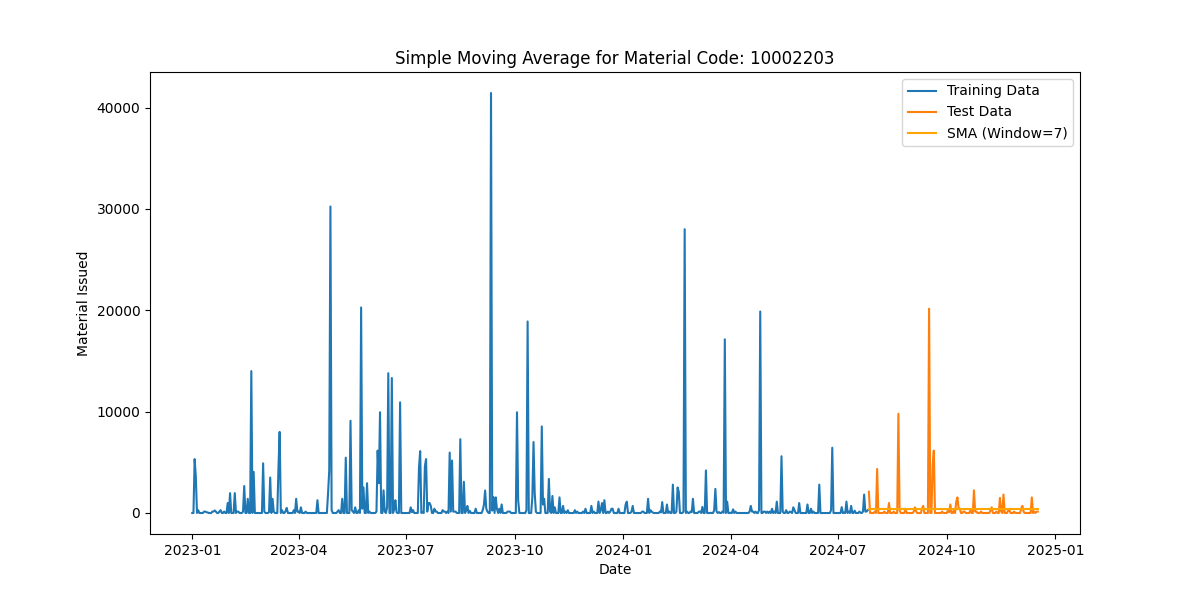 Simple Moving Average for Material Code: 10002203
Training Data
Test Data
SMA (Window=7)
Material Issued
40000
30000
20000
10000
0
2023-01 2023-04 2023-07 2023-10 2024-01 2024-04 2024-07 2024-10 2025-01
Date